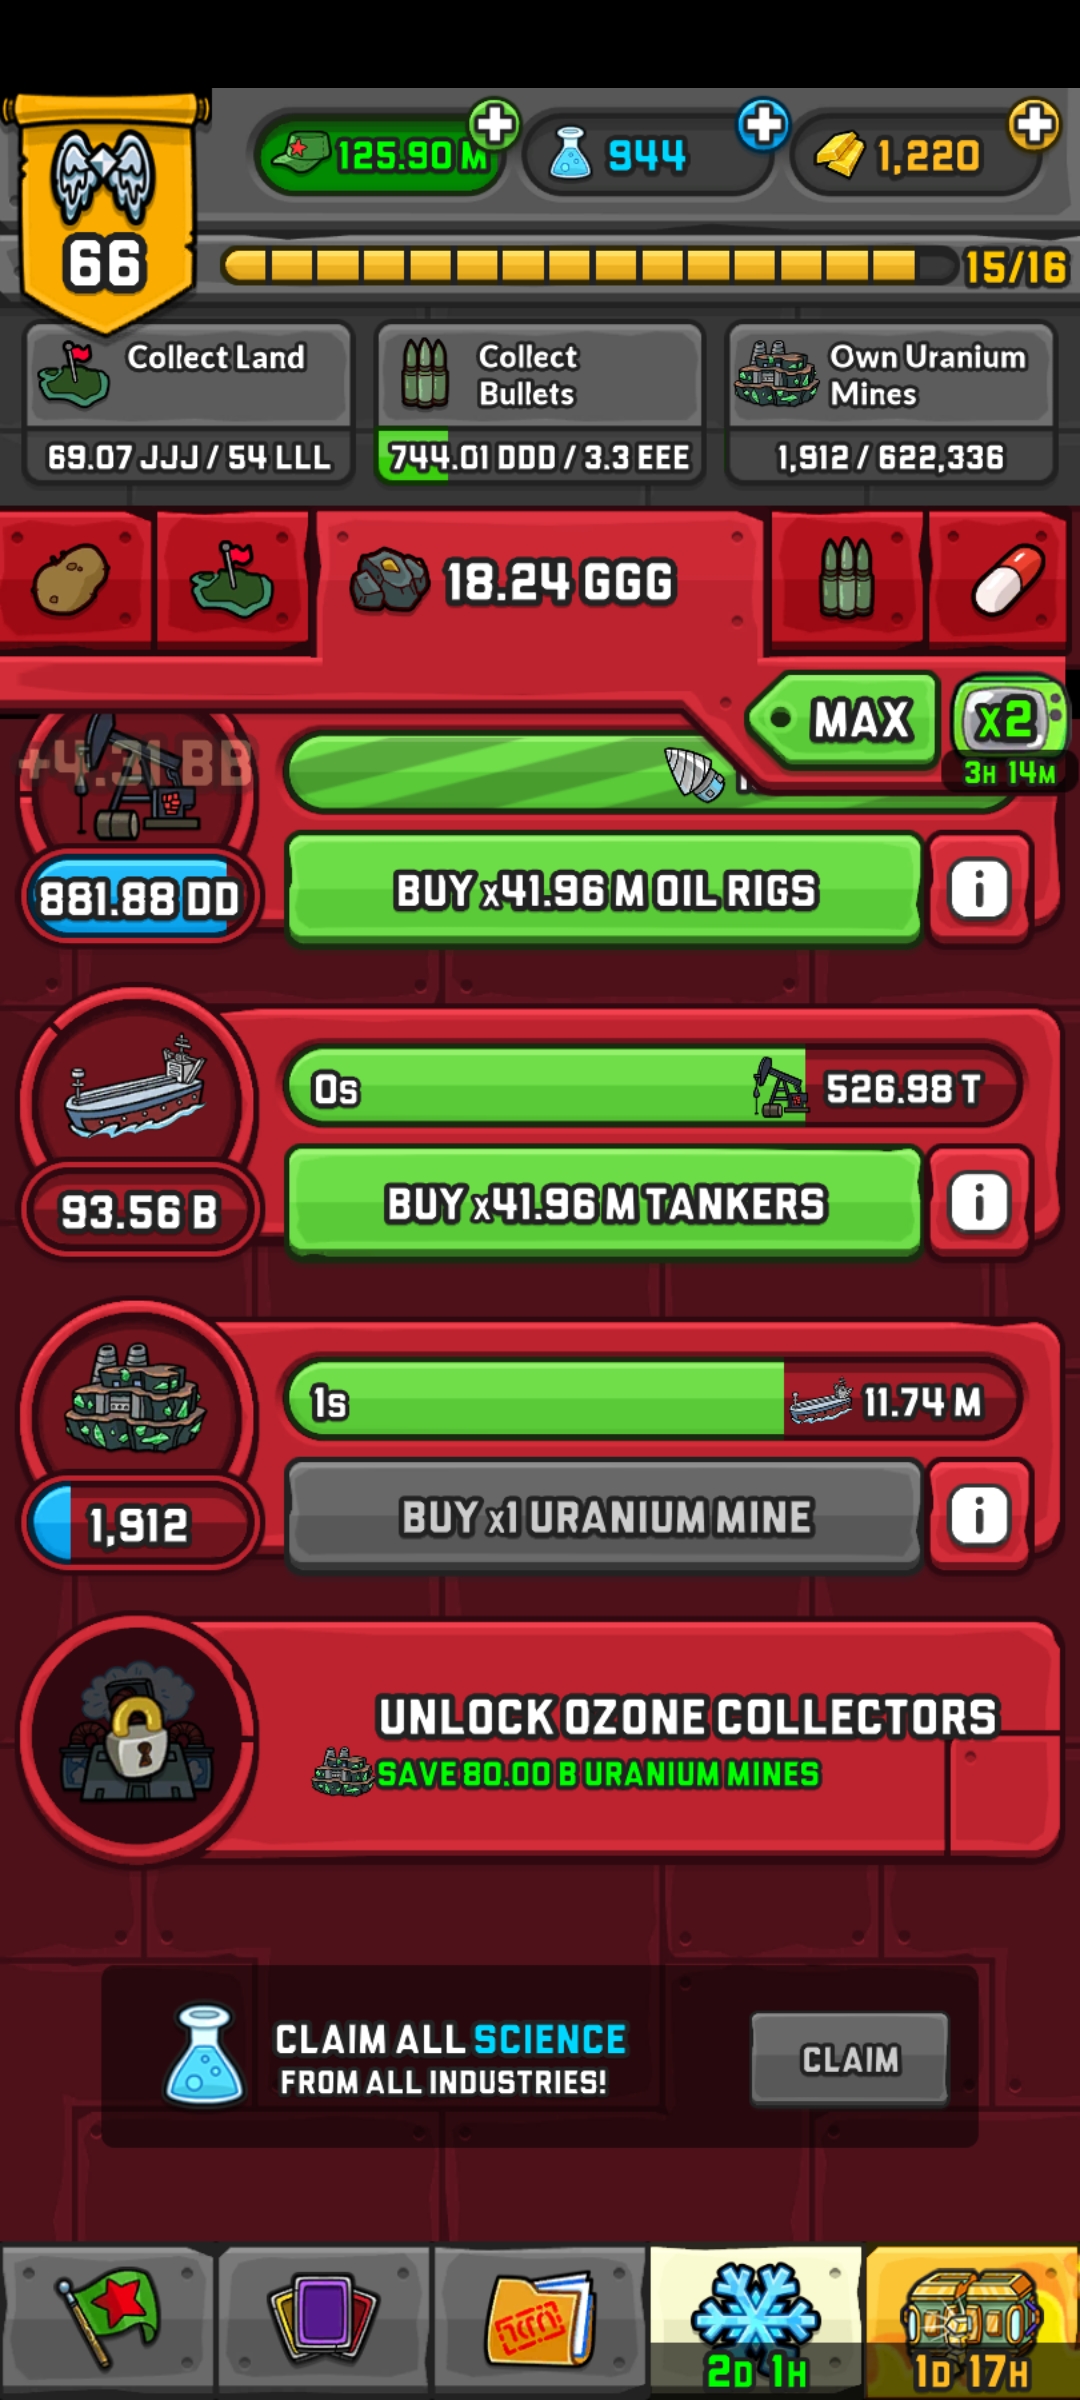 125.90 M
944
1,220
66
15/16
Collect Land
69.07 JJJ / 54 LLL
Collect
Bullets
744.01 DDD / 3.3 EEE
Own Uranium
Mines
1,912 / 622,336
18.24 GGG
MAX
x2
3H 14M
+4.31 BB
881.88 DD
BUY x41.96 M OIL RIGS
i
0s
526.98 T
93.56 B
BUY x41.96 M TANKERS
i
1s
11.74 M
1,912
BUY x1 URANIUM MINE
i
UNLOCK OZONE COLLECTORS
SAVE 80.00 B URANIUM MINES
CLAIM ALL SCIENCE
FROM ALL INDUSTRIES!
CLAIM
2D 1H
1D 17H